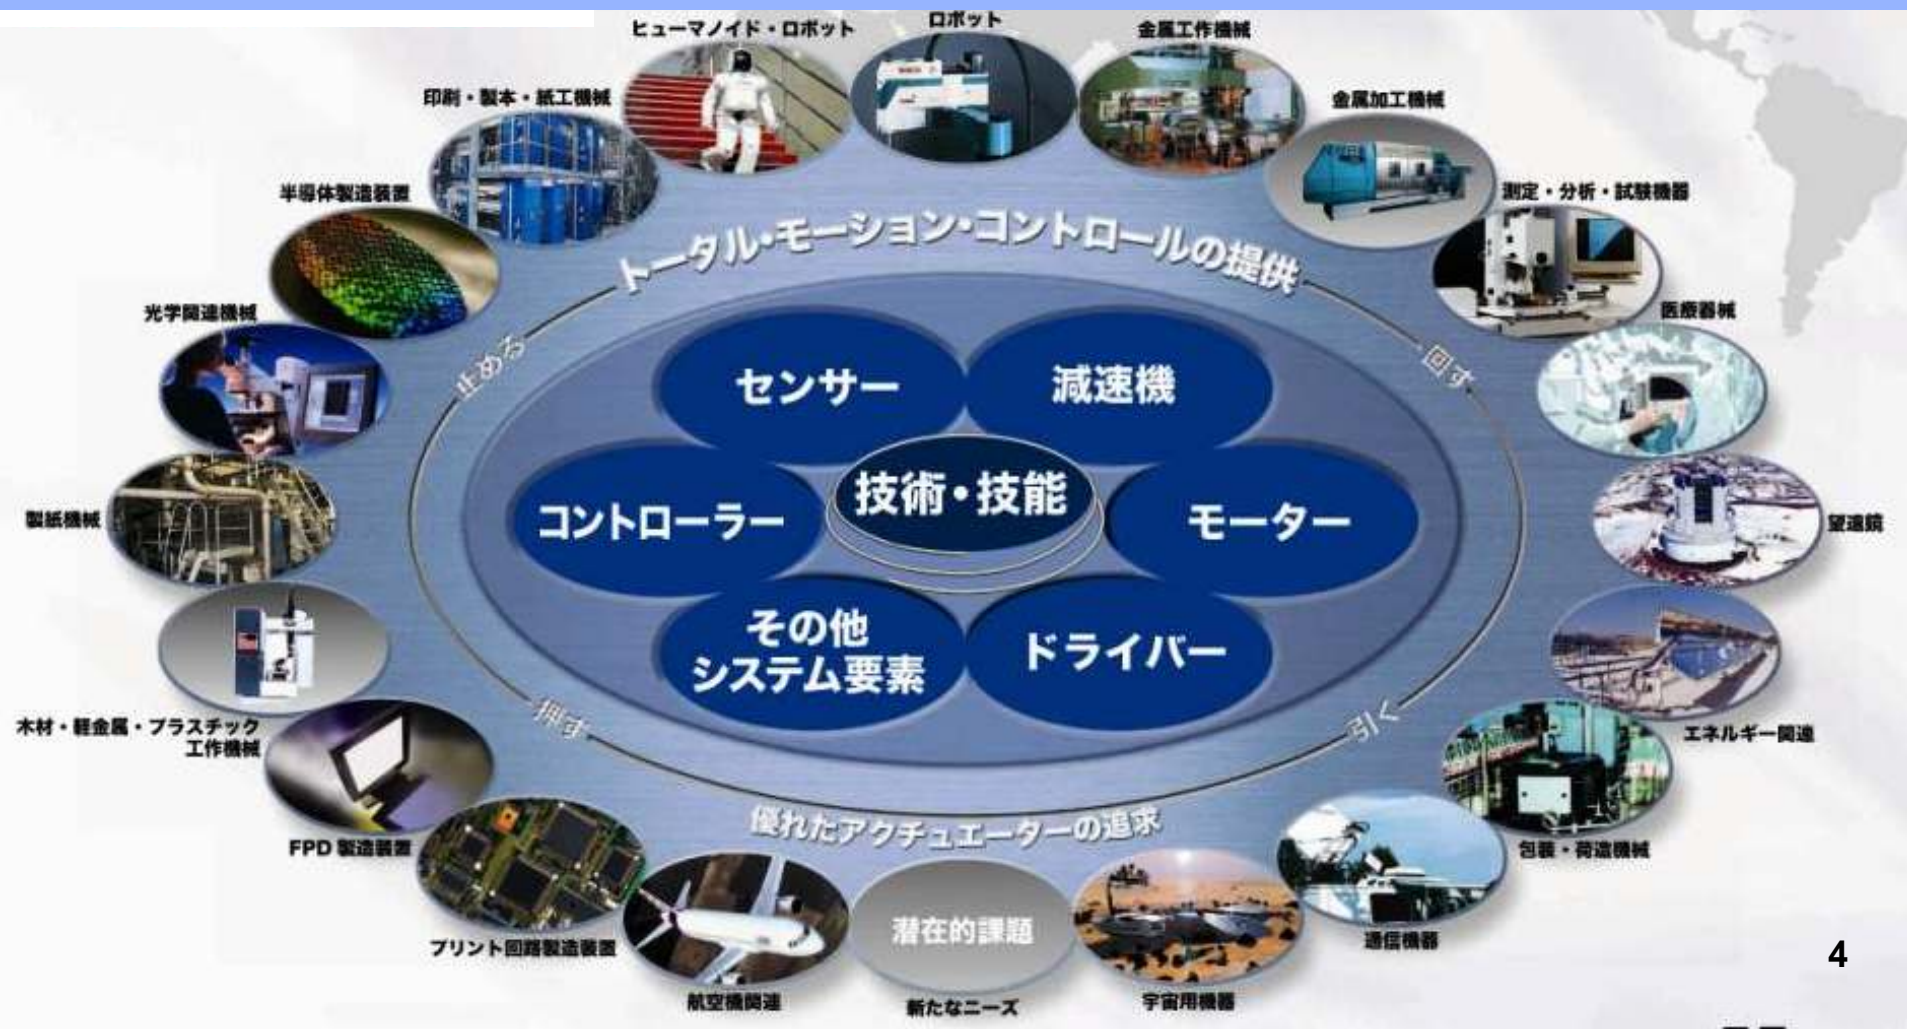 ヒューマノイド・ロボット
ロボット
金属工作機械
印刷・製本・紙工機械
金属加工機械
半導体製造装置
測定・分析・試験機器
光学関連機械
医療器械
製紙機械
望遠鏡
木材・軽金属・プラスチック
工作機械
エネルギー関連
FPD 製造装置
包装・荷造機械
プリント回路製造装置
通信機器
航空機関連
新たなニーズ
宇宙用機器
潜在的課題
トータル・モーション・コントロールの提供
止める
回す
押す
引く
優れたアクチュエーターの追求
センサー
減速機
コントローラー
技術・技能
モーター
その他
システム要素
ドライバー
4